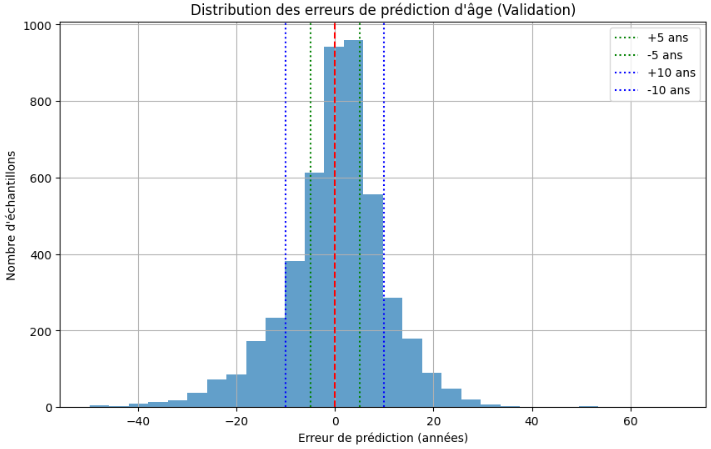 Distribution des erreurs de prédiction d'âge (Validation)
+5 ans
-5 ans
+10 ans
-10 ans
Nombre d'échantillons
1000
800
600
400
200
0
−40
−20
0
20
40
60
Erreur de prédiction (années)